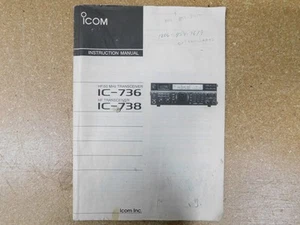 ICOM
INSTRUCTION MANUAL
HF/50 MHz TRANSCEIVER
IC-736
HF TRANSCEIVER
IC-738
Icom Inc.